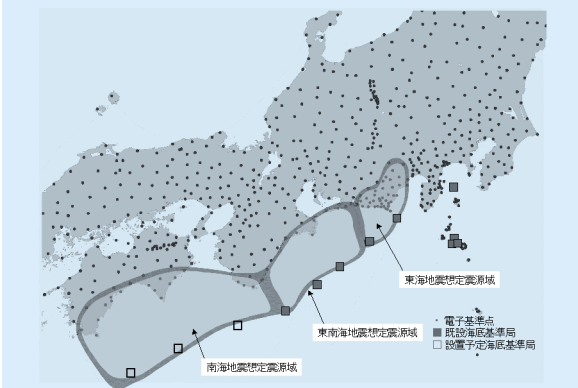 東海地震想定震源域
電子基準点
既設海底基準局
設置予定海底基準局
東南海地震想定震源域
南海地震想定震源域